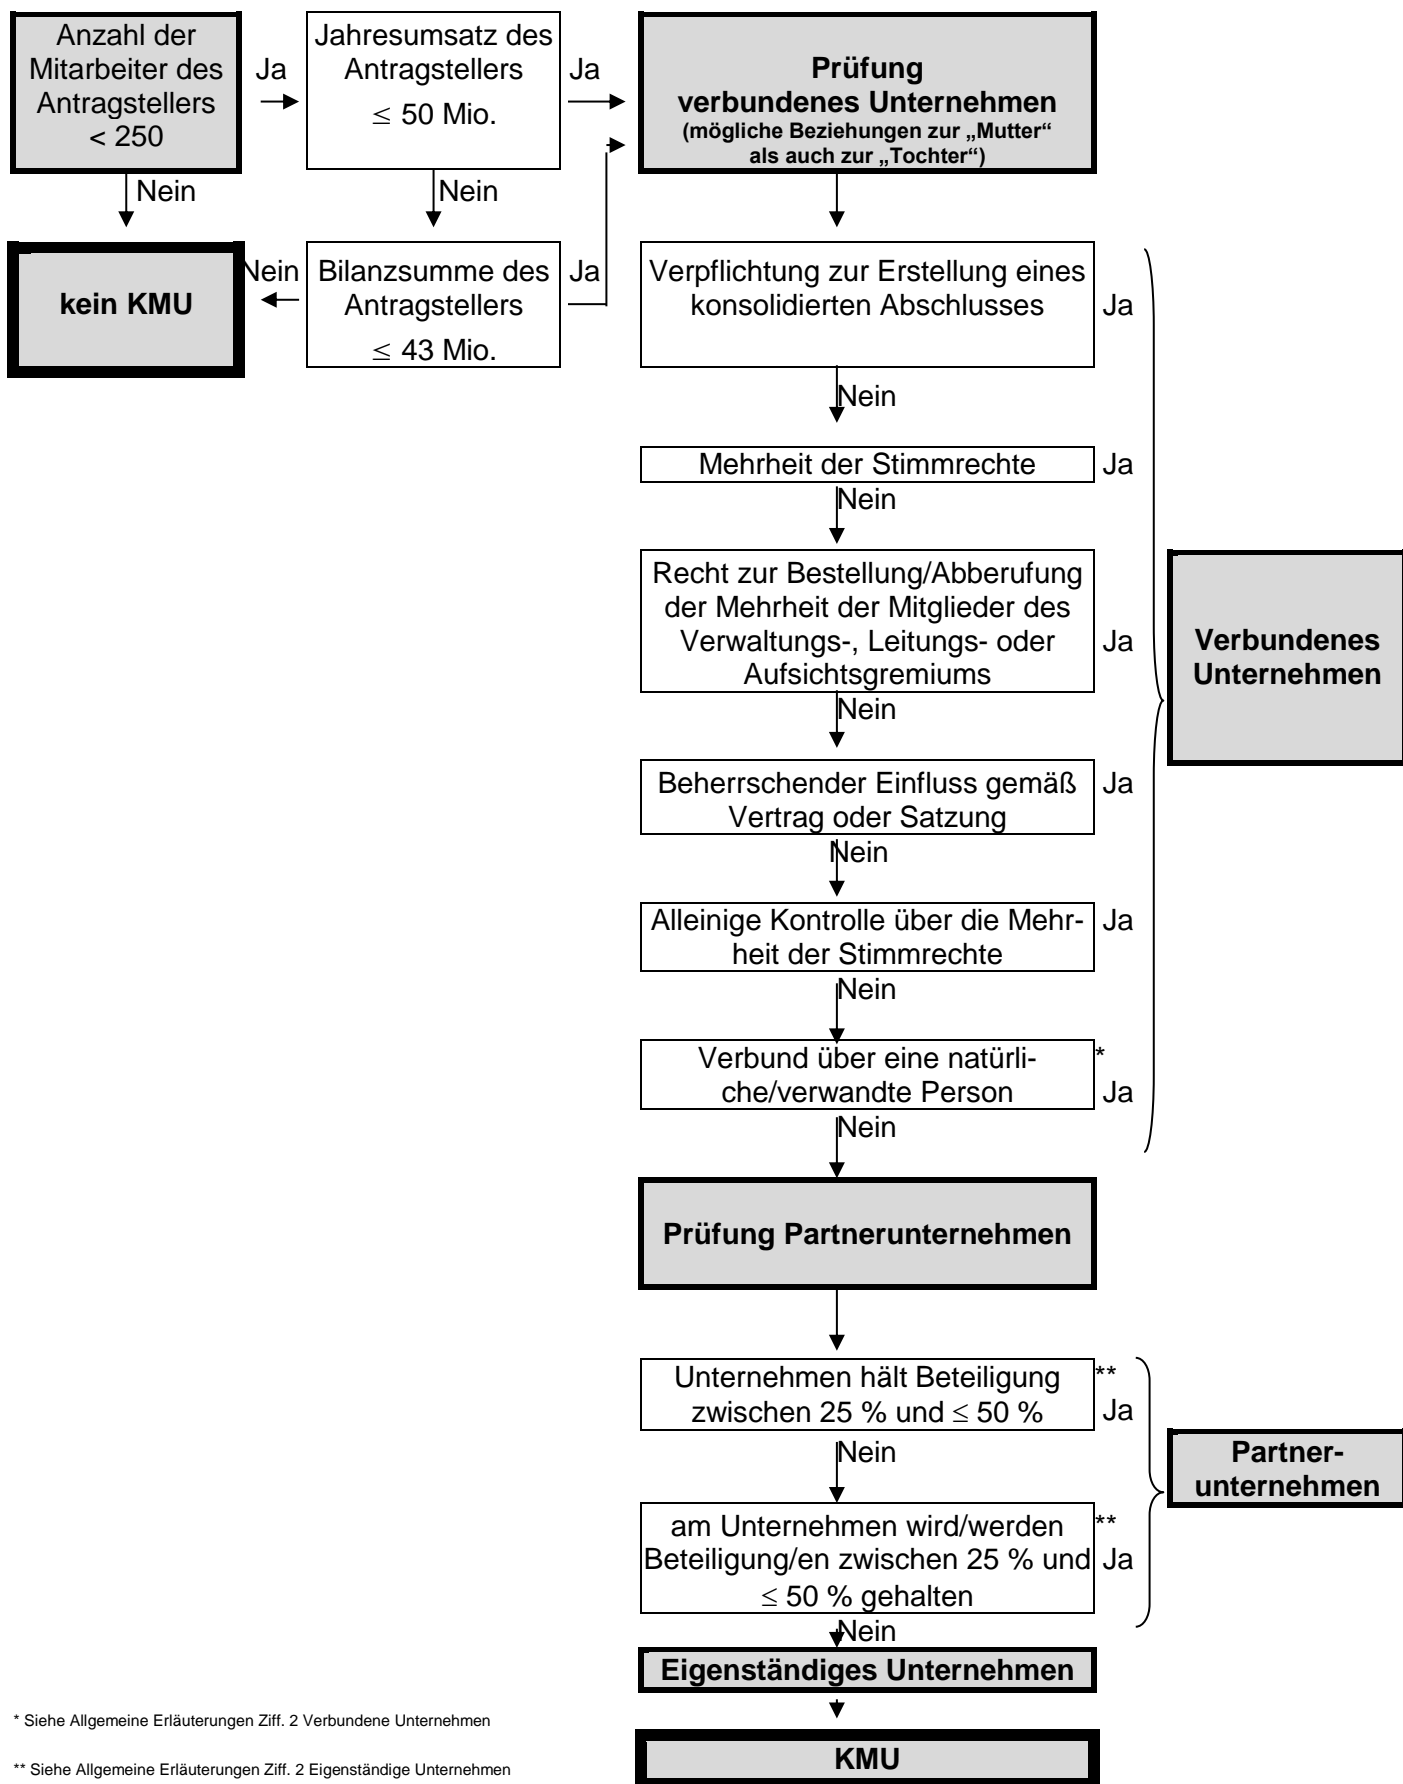 Anzahl der
Mitarbeiter des
Antragstellers
< 250
Ja
Jahresumsatz des
Antragstellers
≤ 50 Mio.
Ja
Prüfung
verbundenes Unternehmen
(mögliche Beziehungen zur „Mutter“
als auch zur „Tochter“)
Nein
Nein
kein KMU
Nein
Bilanzsumme des
Antragstellers
≤ 43 Mio.
Ja
Verpflichtung zur Erstellung eines
konsolidierten Abschlusses
Ja
Nein
Mehrheit der Stimmrechte
Ja
Nein
Recht zur Bestellung/Abberufung
der Mehrheit der Mitglieder des
Verwaltungs-, Leitungs- oder
Aufsichtsgremiums
Ja
Verbundenes
Unternehmen
Nein
Beherrschender Einfluss gemäß
Vertrag oder Satzung
Ja
Nein
Alleinige Kontrolle über die Mehr-
heit der Stimmrechte
Ja
Nein
Verbund über eine natürli-
che/verwandte Person
*
Ja
Nein
Prüfung Partnerunternehmen
Unternehmen hält Beteiligung
zwischen 25 % und ≤ 50 %
**
Ja
Nein
Partner-
unternehmen
am Unternehmen wird/werden
Beteiligung/en zwischen 25 % und
≤ 50 % gehalten
**
Ja
Nein
Eigenständiges Unternehmen
KMU
* Siehe Allgemeine Erläuterungen Ziff. 2 Verbundene Unternehmen
** Siehe Allgemeine Erläuterungen Ziff. 2 Eigenständige Unternehmen